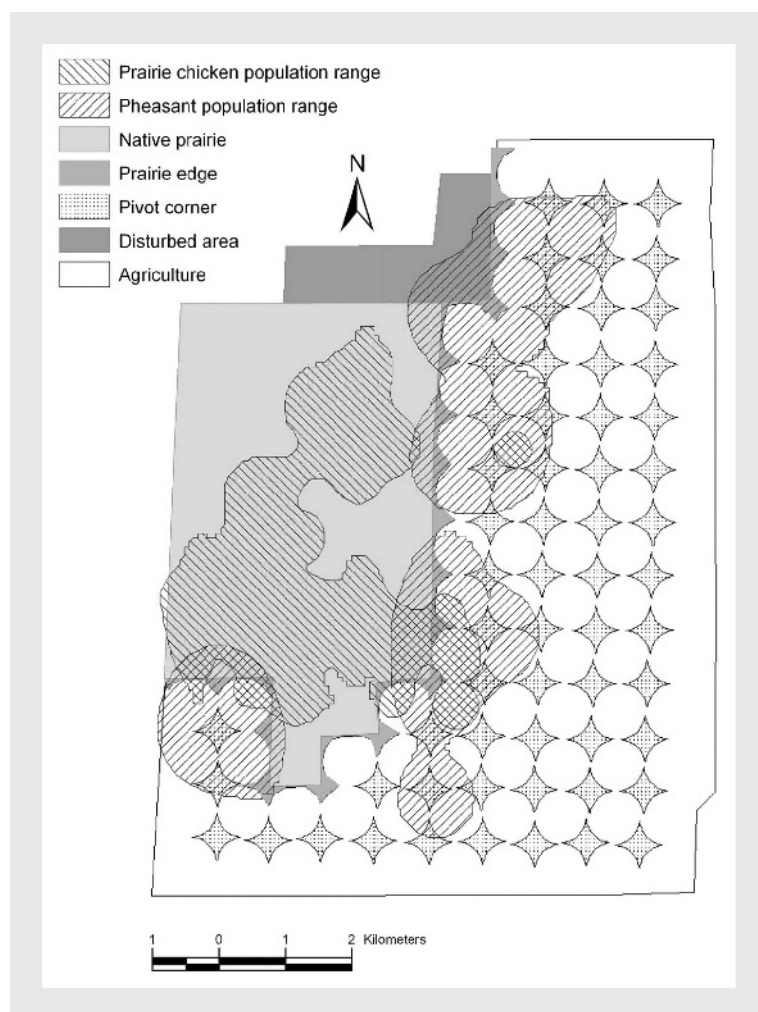 Prairie chicken population range
Pheasant population range
Native prairie
Prairie edge
Pivot corner
Disturbed area
Agriculture
N
1 0 1 2 Kilometers